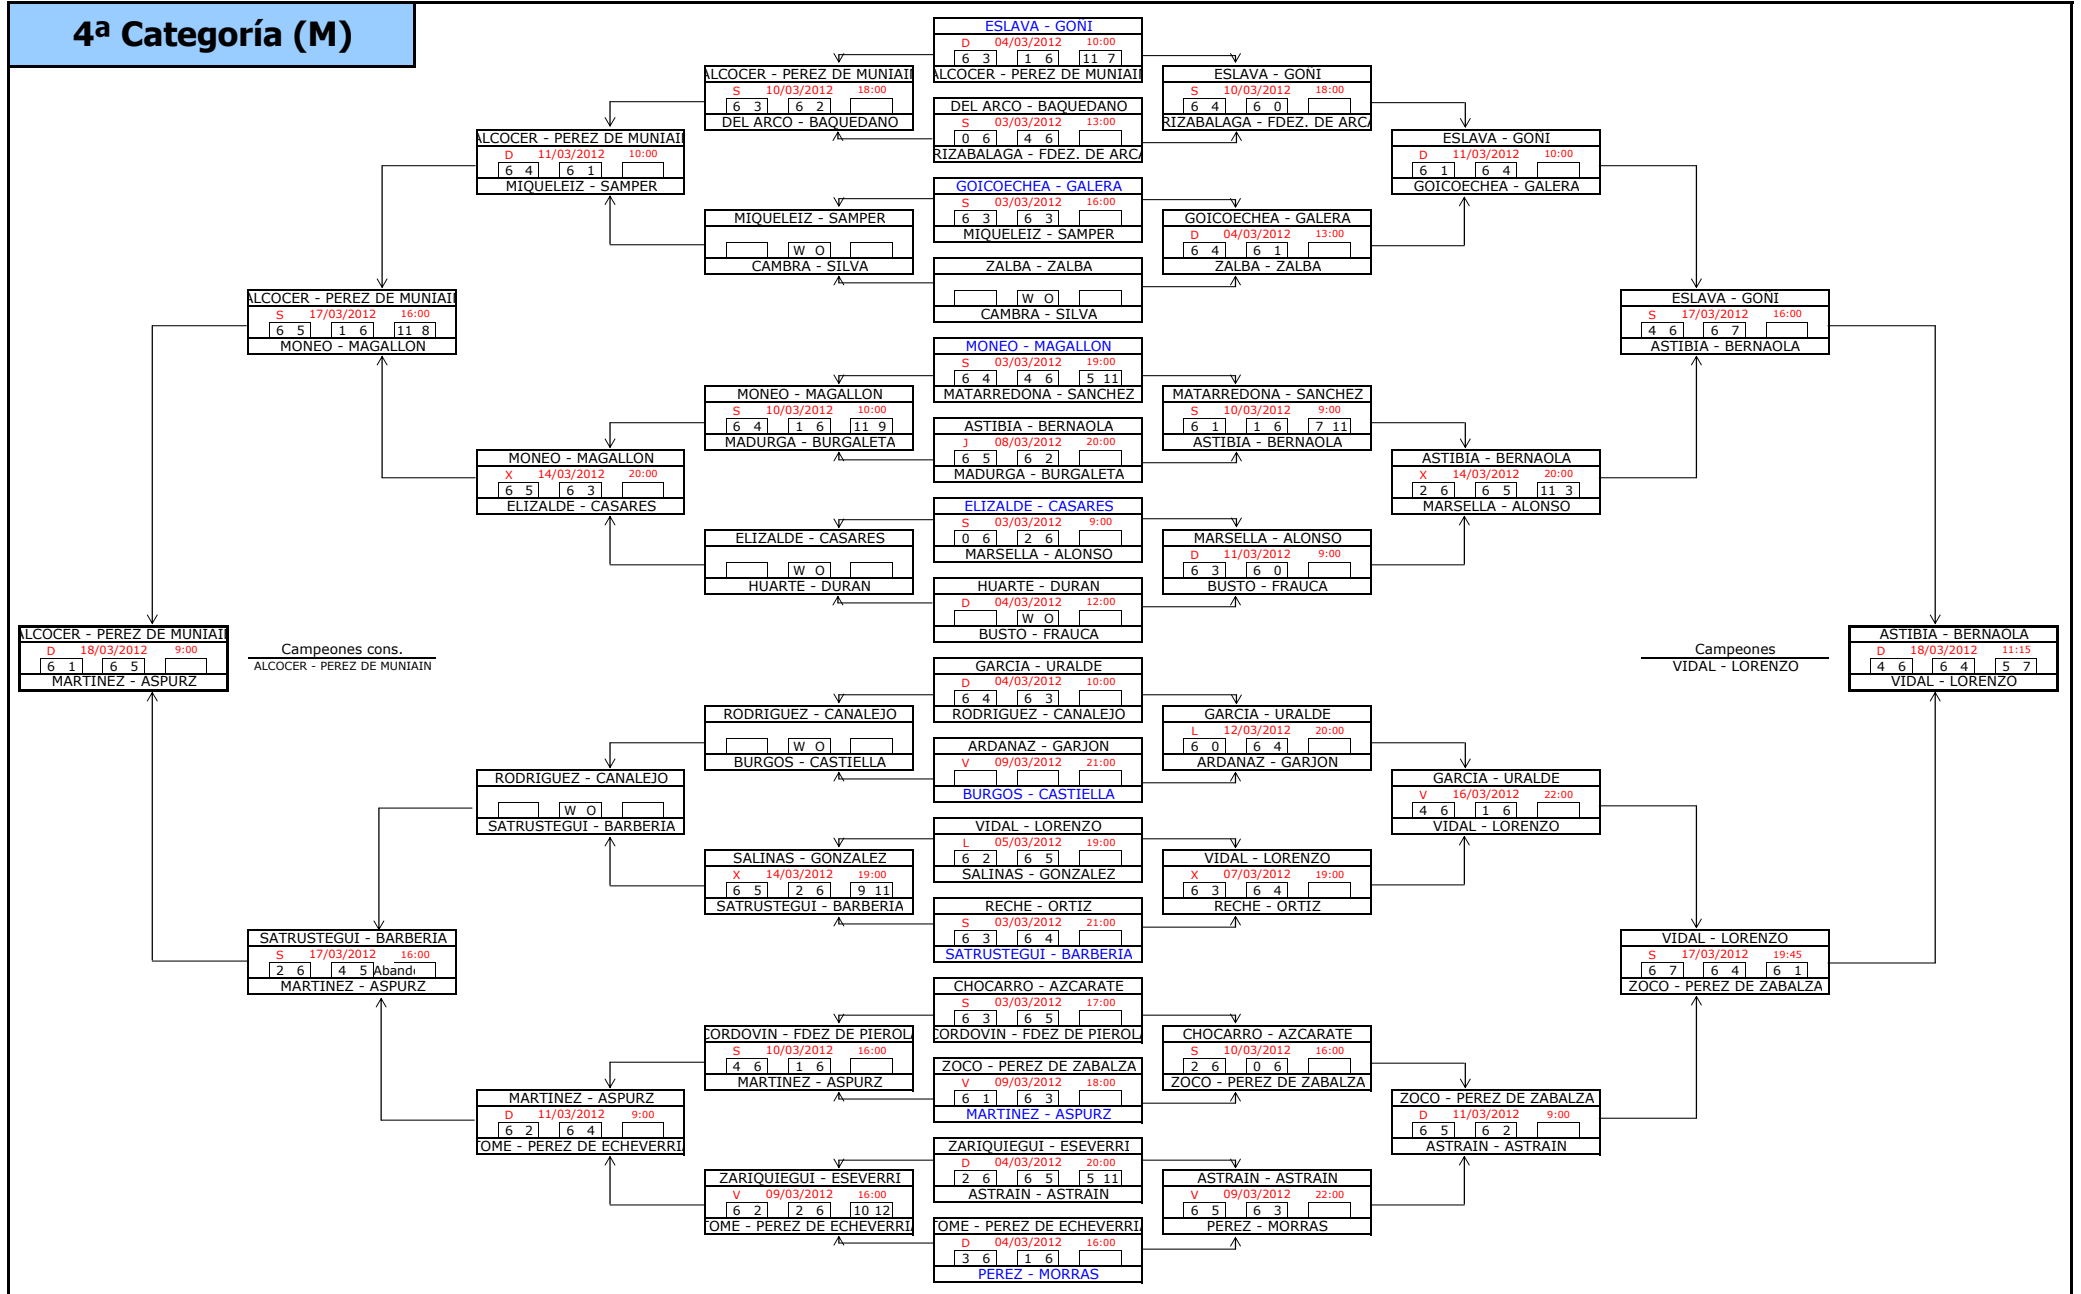 4ª Categoría (M)
ESLAVA - GOÑI
D 04/03/2012 10:00
6 3 1 6 11 7
ALCOCER - PEREZ DE MUNIAIN
DEL ARCO - BAQUEDANO
S 03/03/2012 13:00
0 6 4 6
RIZABALAGA - FDEZ. DE ARCA
GOICOECHEA - GALERA
S 03/03/2012 16:00
6 3 6 3
MIQUELEIZ - SAMPER
ZALBA - ZALBA
W O
CAMBRA - SILVA
MONEO - MAGALLON
S 03/03/2012 19:00
6 4 4 6 5 11
MATARREDONA - SANCHEZ
ASTIBIA - BERNAOLA
J 08/03/2012 20:00
6 5 6 2
MADURGA - BURGALETA
ELIZALDE - CASARES
S 03/03/2012 9:00
0 6 2 6
MARSELLA - ALONSO
HUARTE - DURAN
D 04/03/2012 12:00
W O
BUSTO - FRAUCA
GARCIA - URALDE
D 04/03/2012 10:00
6 4 6 3
RODRIGUEZ - CANALEJO
ARDANAZ - GARJON
V 09/03/2012 21:00
BURGOS - CASTIELLA
VIDAL - LORENZO
L 05/03/2012 19:00
6 2 6 5
SALINAS - GONZALEZ
RECHE - ORTIZ
S 03/03/2012 21:00
6 3 6 4
SATRUSTEGUI - BARBERIA
CHOCARRO - AZCARATE
S 03/03/2012 17:00
6 3 6 5
CORDOVIN - FDEZ DE PIEROLA
ZOCO - PEREZ DE ZABALZA
V 09/03/2012 18:00
6 1 6 3
MARTINEZ - ASPURZ
ZARIQUIEGUI - ESEVERRI
D 04/03/2012 20:00
2 6 6 5 5 11
ASTRAIN - ASTRAIN
TOME - PEREZ DE ECHEVERRIA
D 04/03/2012 16:00
3 6 1 6
PEREZ - MORRAS
ALCOCER - PEREZ DE MUNIAIN
S 10/03/2012 18:00
6 3 6 2
DEL ARCO - BAQUEDANO
MIQUELEIZ - SAMPER
W O
CAMBRA - SILVA
MONEO - MAGALLON
S 10/03/2012 10:00
6 4 1 6 11 9
MADURGA - BURGALETA
ELIZALDE - CASARES
W O
HUARTE - DURAN
RODRIGUEZ - CANALEJO
W O
BURGOS - CASTIELLA
SALINAS - GONZALEZ
X 14/03/2012 19:00
6 5 2 6 9 11
SATRUSTEGUI - BARBERIA
CORDOVIN - FDEZ DE PIEROLA
S 10/03/2012 16:00
4 6 1 6
MARTINEZ - ASPURZ
ZARIQUIEGUI - ESEVERRI
V 09/03/2012 16:00
6 2 2 6 10 12
TOME - PEREZ DE ECHEVERRIA
ALCOCER - PEREZ DE MUNIAIN
D 11/03/2012 10:00
6 4 6 1
MIQUELEIZ - SAMPER
MONEO - MAGALLON
X 14/03/2012 20:00
6 5 6 3
ELIZALDE - CASARES
RODRIGUEZ - CANALEJO
W O
SATRUSTEGUI - BARBERIA
MARTINEZ - ASPURZ
D 11/03/2012 9:00
6 2 6 4
TOME - PEREZ DE ECHEVERRIA
ALCOCER - PEREZ DE MUNIAIN
S 17/03/2012 16:00
6 5 1 6 11 8
MONEO - MAGALLON
SATRUSTEGUI - BARBERIA
S 17/03/2012 16:00
2 6 4 5 Aband
MARTINEZ - ASPURZ
ALCOCER - PEREZ DE MUNIAIN
D 18/03/2012 9:00
6 1 6 5
MARTINEZ - ASPURZ
Campeones cons.
ALCOCER - PEREZ DE MUNIAIN
ESLAVA - GOÑI
S 10/03/2012 18:00
6 4 6 0
RIZABALAGA - FDEZ. DE ARCA
GOICOECHEA - GALERA
D 04/03/2012 13:00
6 4 6 1
ZALBA - ZALBA
MATARREDONA - SANCHEZ
S 10/03/2012 9:00
6 1 1 6 7 11
ASTIBIA - BERNAOLA
MARSELLA - ALONSO
D 11/03/2012 9:00
6 3 6 0
BUSTO - FRAUCA
GARCIA - URALDE
L 12/03/2012 20:00
6 0 6 4
ARDANAZ - GARJON
VIDAL - LORENZO
X 07/03/2012 19:00
6 3 6 4
RECHE - ORTIZ
CHOCARRO - AZCARATE
S 10/03/2012 16:00
2 6 0 6
ZOCO - PEREZ DE ZABALZA
ASTRAIN - ASTRAIN
V 09/03/2012 22:00
6 5 6 3
PEREZ - MORRAS
ESLAVA - GOÑI
D 11/03/2012 10:00
6 1 6 4
GOICOECHEA - GALERA
ASTIBIA - BERNAOLA
X 14/03/2012 20:00
2 6 6 5 11 3
MARSELLA - ALONSO
GARCIA - URALDE
V 16/03/2012 22:00
4 6 1 6
VIDAL - LORENZO
ZOCO - PEREZ DE ZABALZA
D 11/03/2012 9:00
6 5 6 2
ASTRAIN - ASTRAIN
ESLAVA - GOÑI
S 17/03/2012 16:00
4 6 6 7
ASTIBIA - BERNAOLA
VIDAL - LORENZO
S 17/03/2012 19:45
6 7 6 4 6 1
ZOCO - PEREZ DE ZABALZA
Campeones
VIDAL - LORENZO
ASTIBIA - BERNAOLA
D 18/03/2012 11:15
4 6 6 4 5 7
VIDAL - LORENZO